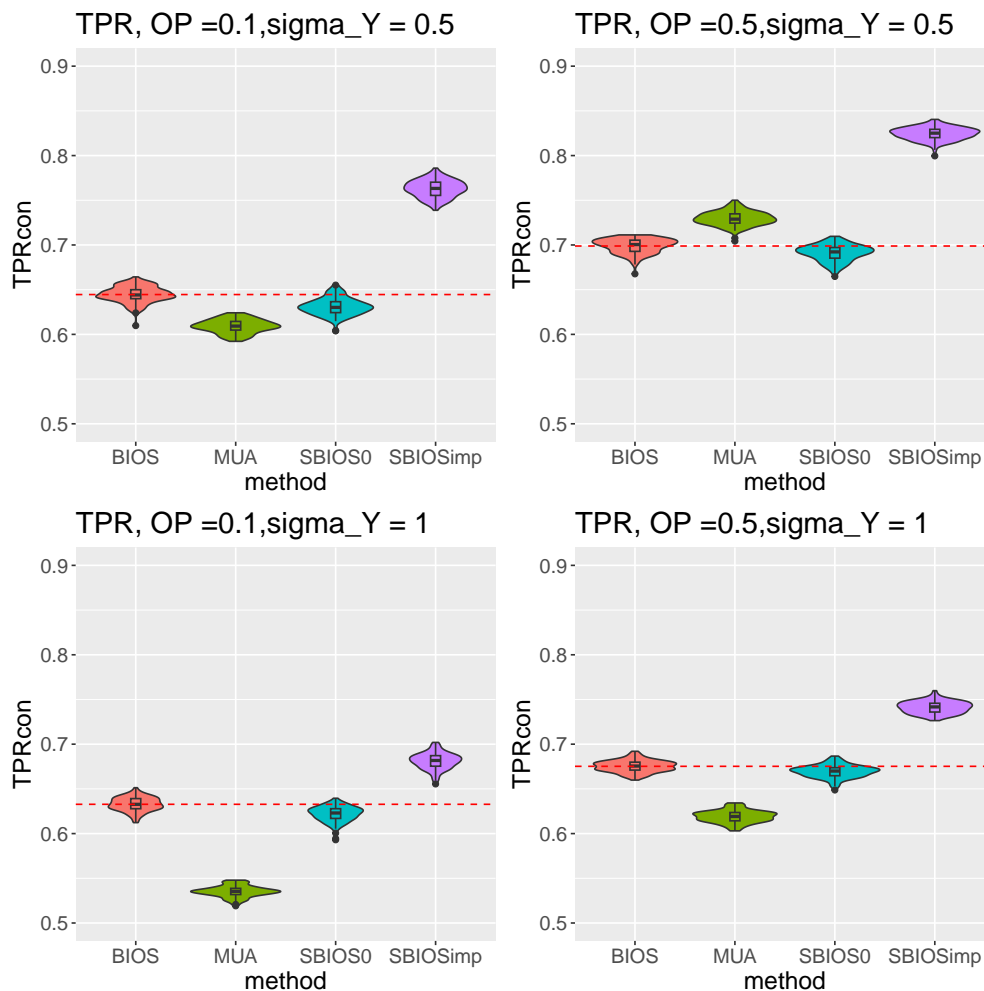 TPR, OP =0.1,sigma_Y = 0.5
0.9
0.8
0.7
0.6
0.5
TPRcon
BIOS MUA SBIOS0 SBIOSimp
method
TPR, OP =0.5,sigma_Y = 0.5
0.9
0.8
0.7
0.6
0.5
TPRcon
BIOS MUA SBIOS0 SBIOSimp
method
TPR, OP =0.1,sigma_Y = 1
0.9
0.8
0.7
0.6
0.5
TPRcon
BIOS MUA SBIOS0 SBIOSimp
method
TPR, OP =0.5,sigma_Y = 1
0.9
0.8
0.7
0.6
0.5
TPRcon
BIOS MUA SBIOS0 SBIOSimp
method